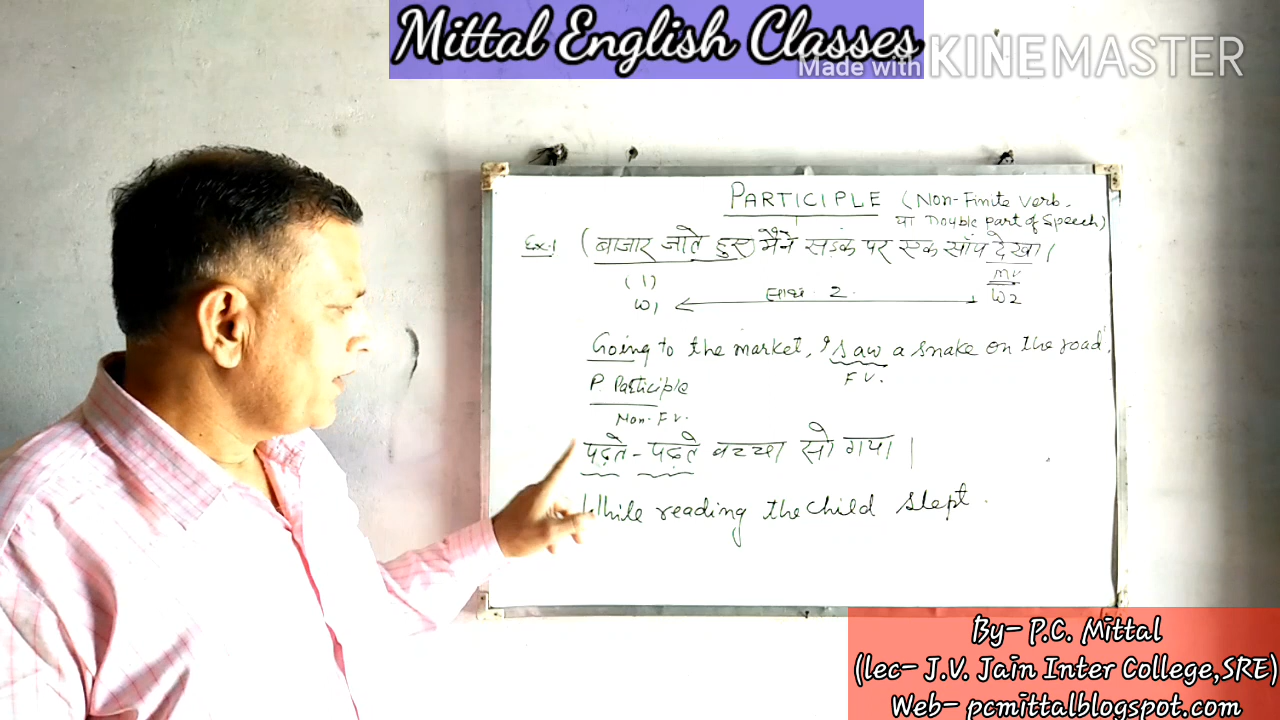 Mittal English Classes
Made with KINEMASTER
PARTICIPLE (Non-Finite verb.
या Double part of speech)
Ex-1 (बाजार जाते हुए) मैंने सड़क पर एक सांप देखा।
(1) MV
W1 साथ 2. W2
Going to the market, I saw a snake on the road.
P Participle F V.
Non-F V.
पढ़ते - पढ़ते बच्चा सो गया।
While reading the child slept.
By- P.C. Mittal
(lec- J.V. Jain Inter College,SRE)
Web- pcmittalblogspot.com